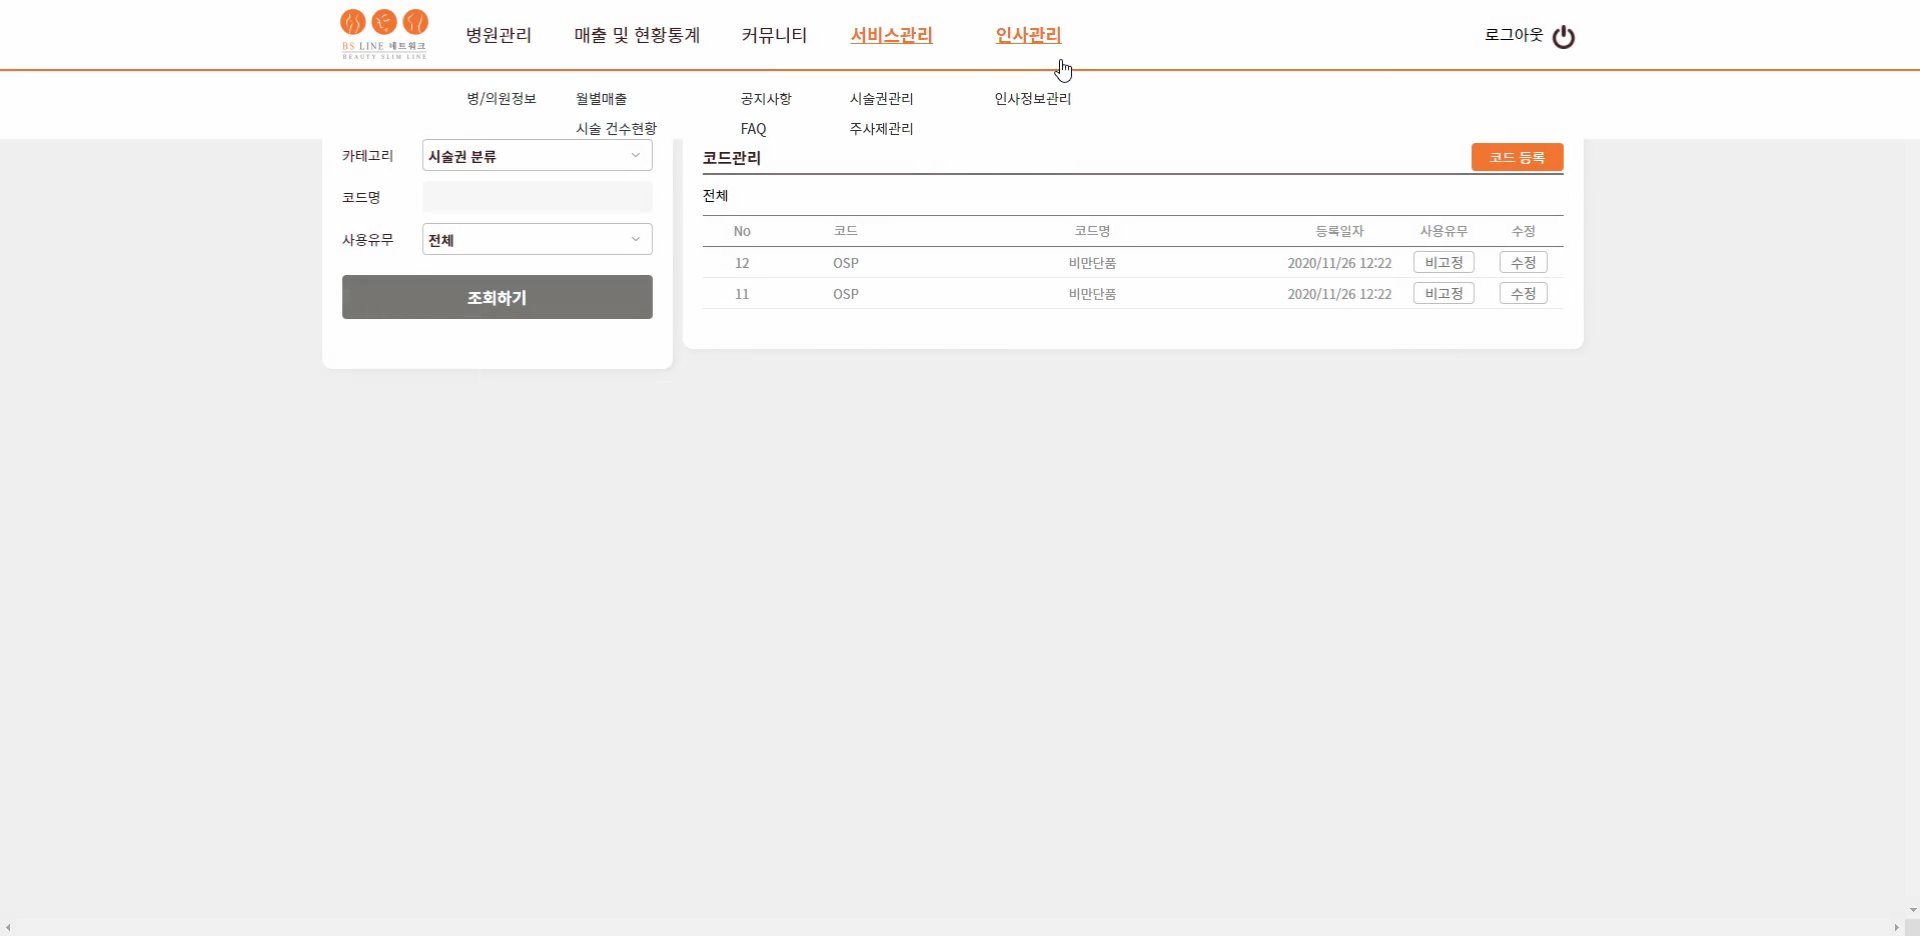 BS LINE 네트워크
BEAUTY SLIM LINE
병원관리 매출 및 현황통계 커뮤니티 서비스관리 인사관리 로그아웃
병/의원정보 월별매출 공지사항 시술권관리 인사정보관리
시술 건수현황 FAQ 주사제관리
카테고리 시술권 분류
코드명
사용유무 전체
조회하기
코드관리 코드 등록
전체
No 코드 코드명 등록일자 사용유무 수정
12 OSP 비만단품 2020/11/26 12:22 비고정 수정
11 OSP 비만단품 2020/11/26 12:22 비고정 수정